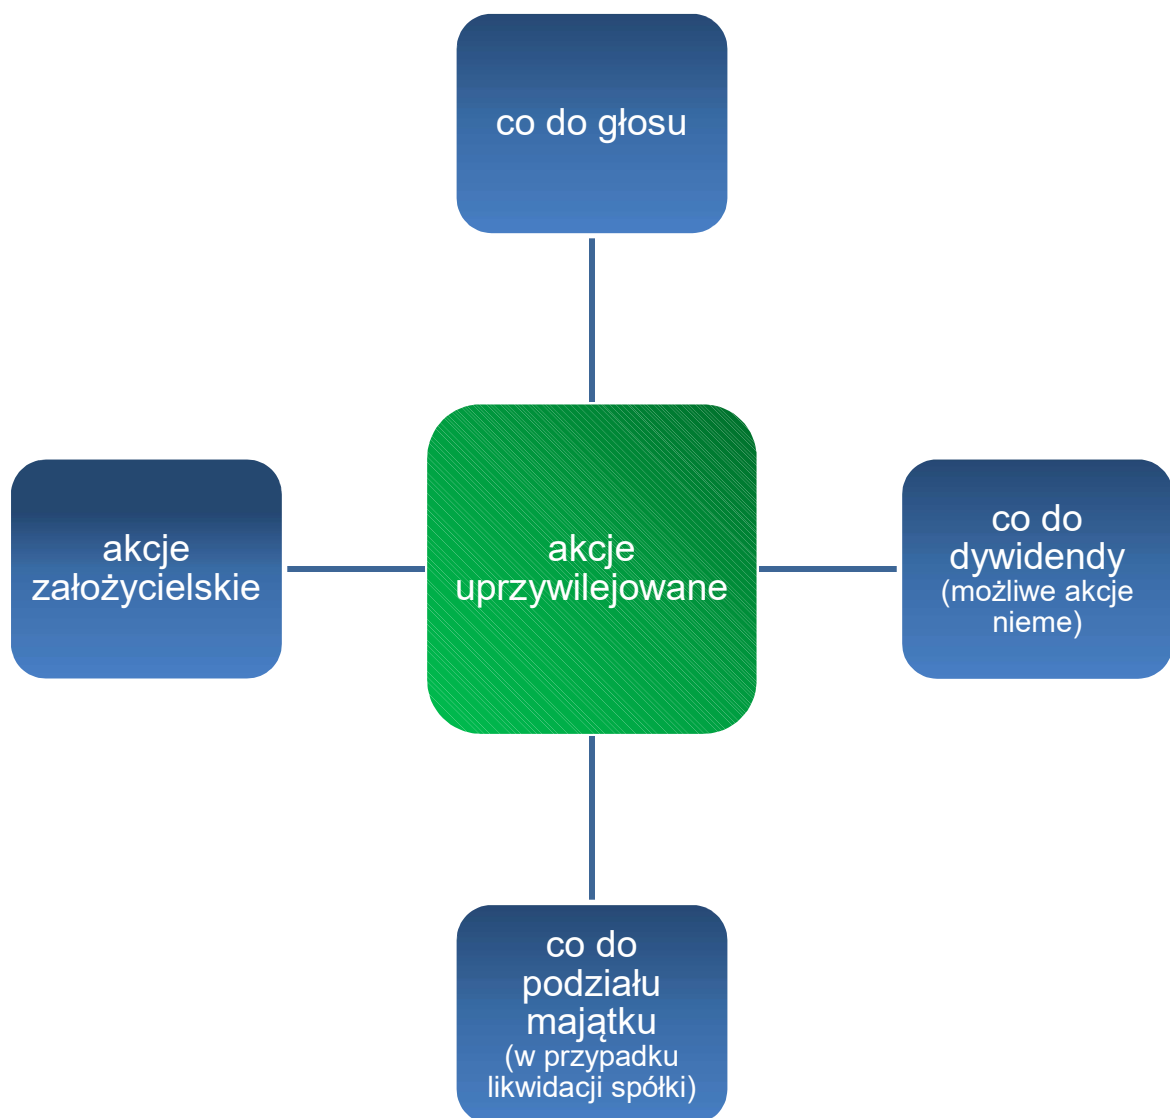 co do głosu
akcje
założycielskie
akcje
uprzywilejowane
co do
dywidendy
(możliwe akcje
nieme)
co do
podziału
majątku
(w przypadku
likwidacji spółki)